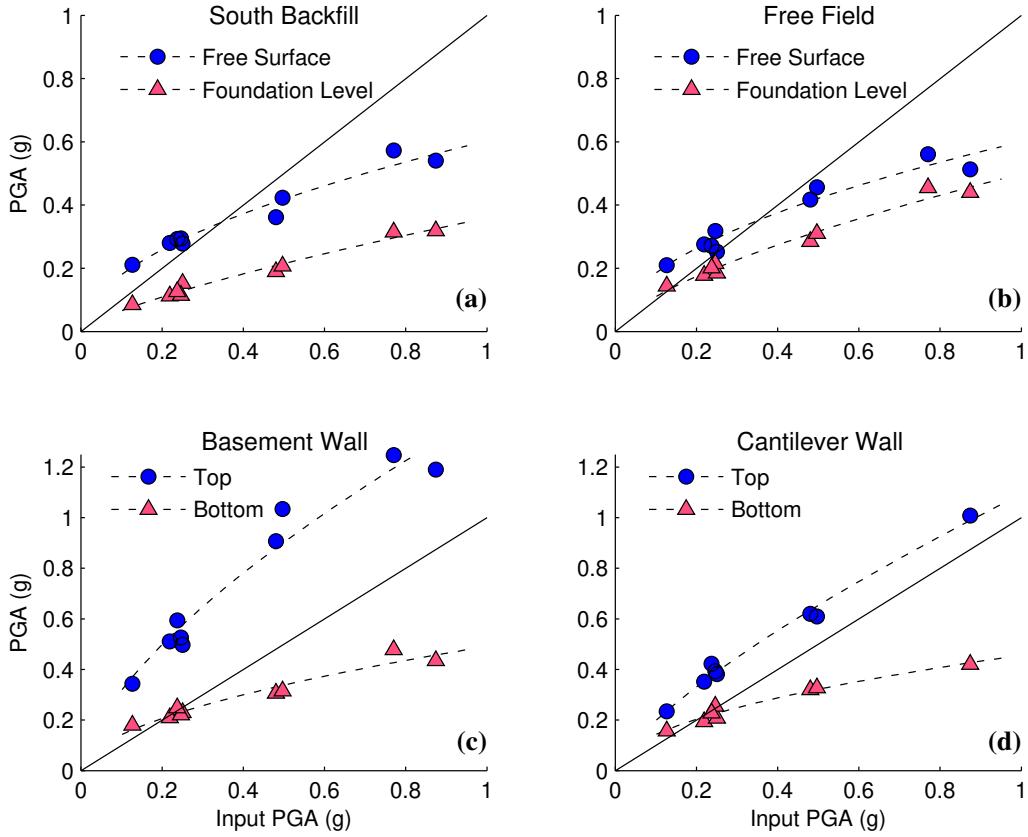 South Backfill
Free Surface
Foundation Level
PGA (g)
1
0.8
0.6
0.4
0.2
0
0 0.2 0.4 0.6 0.8 1
(a)
Free Field
Free Surface
Foundation Level
1
0.8
0.6
0.4
0.2
0
0 0.2 0.4 0.6 0.8 1
(b)
Basement Wall
Top
Bottom
PGA (g)
1.2
1
0.8
0.6
0.4
0.2
0
0 0.2 0.4 0.6 0.8 1
Input PGA (g)
(c)
Cantilever Wall
Top
Bottom
1.2
1
0.8
0.6
0.4
0.2
0
0 0.2 0.4 0.6 0.8 1
Input PGA (g)
(d)